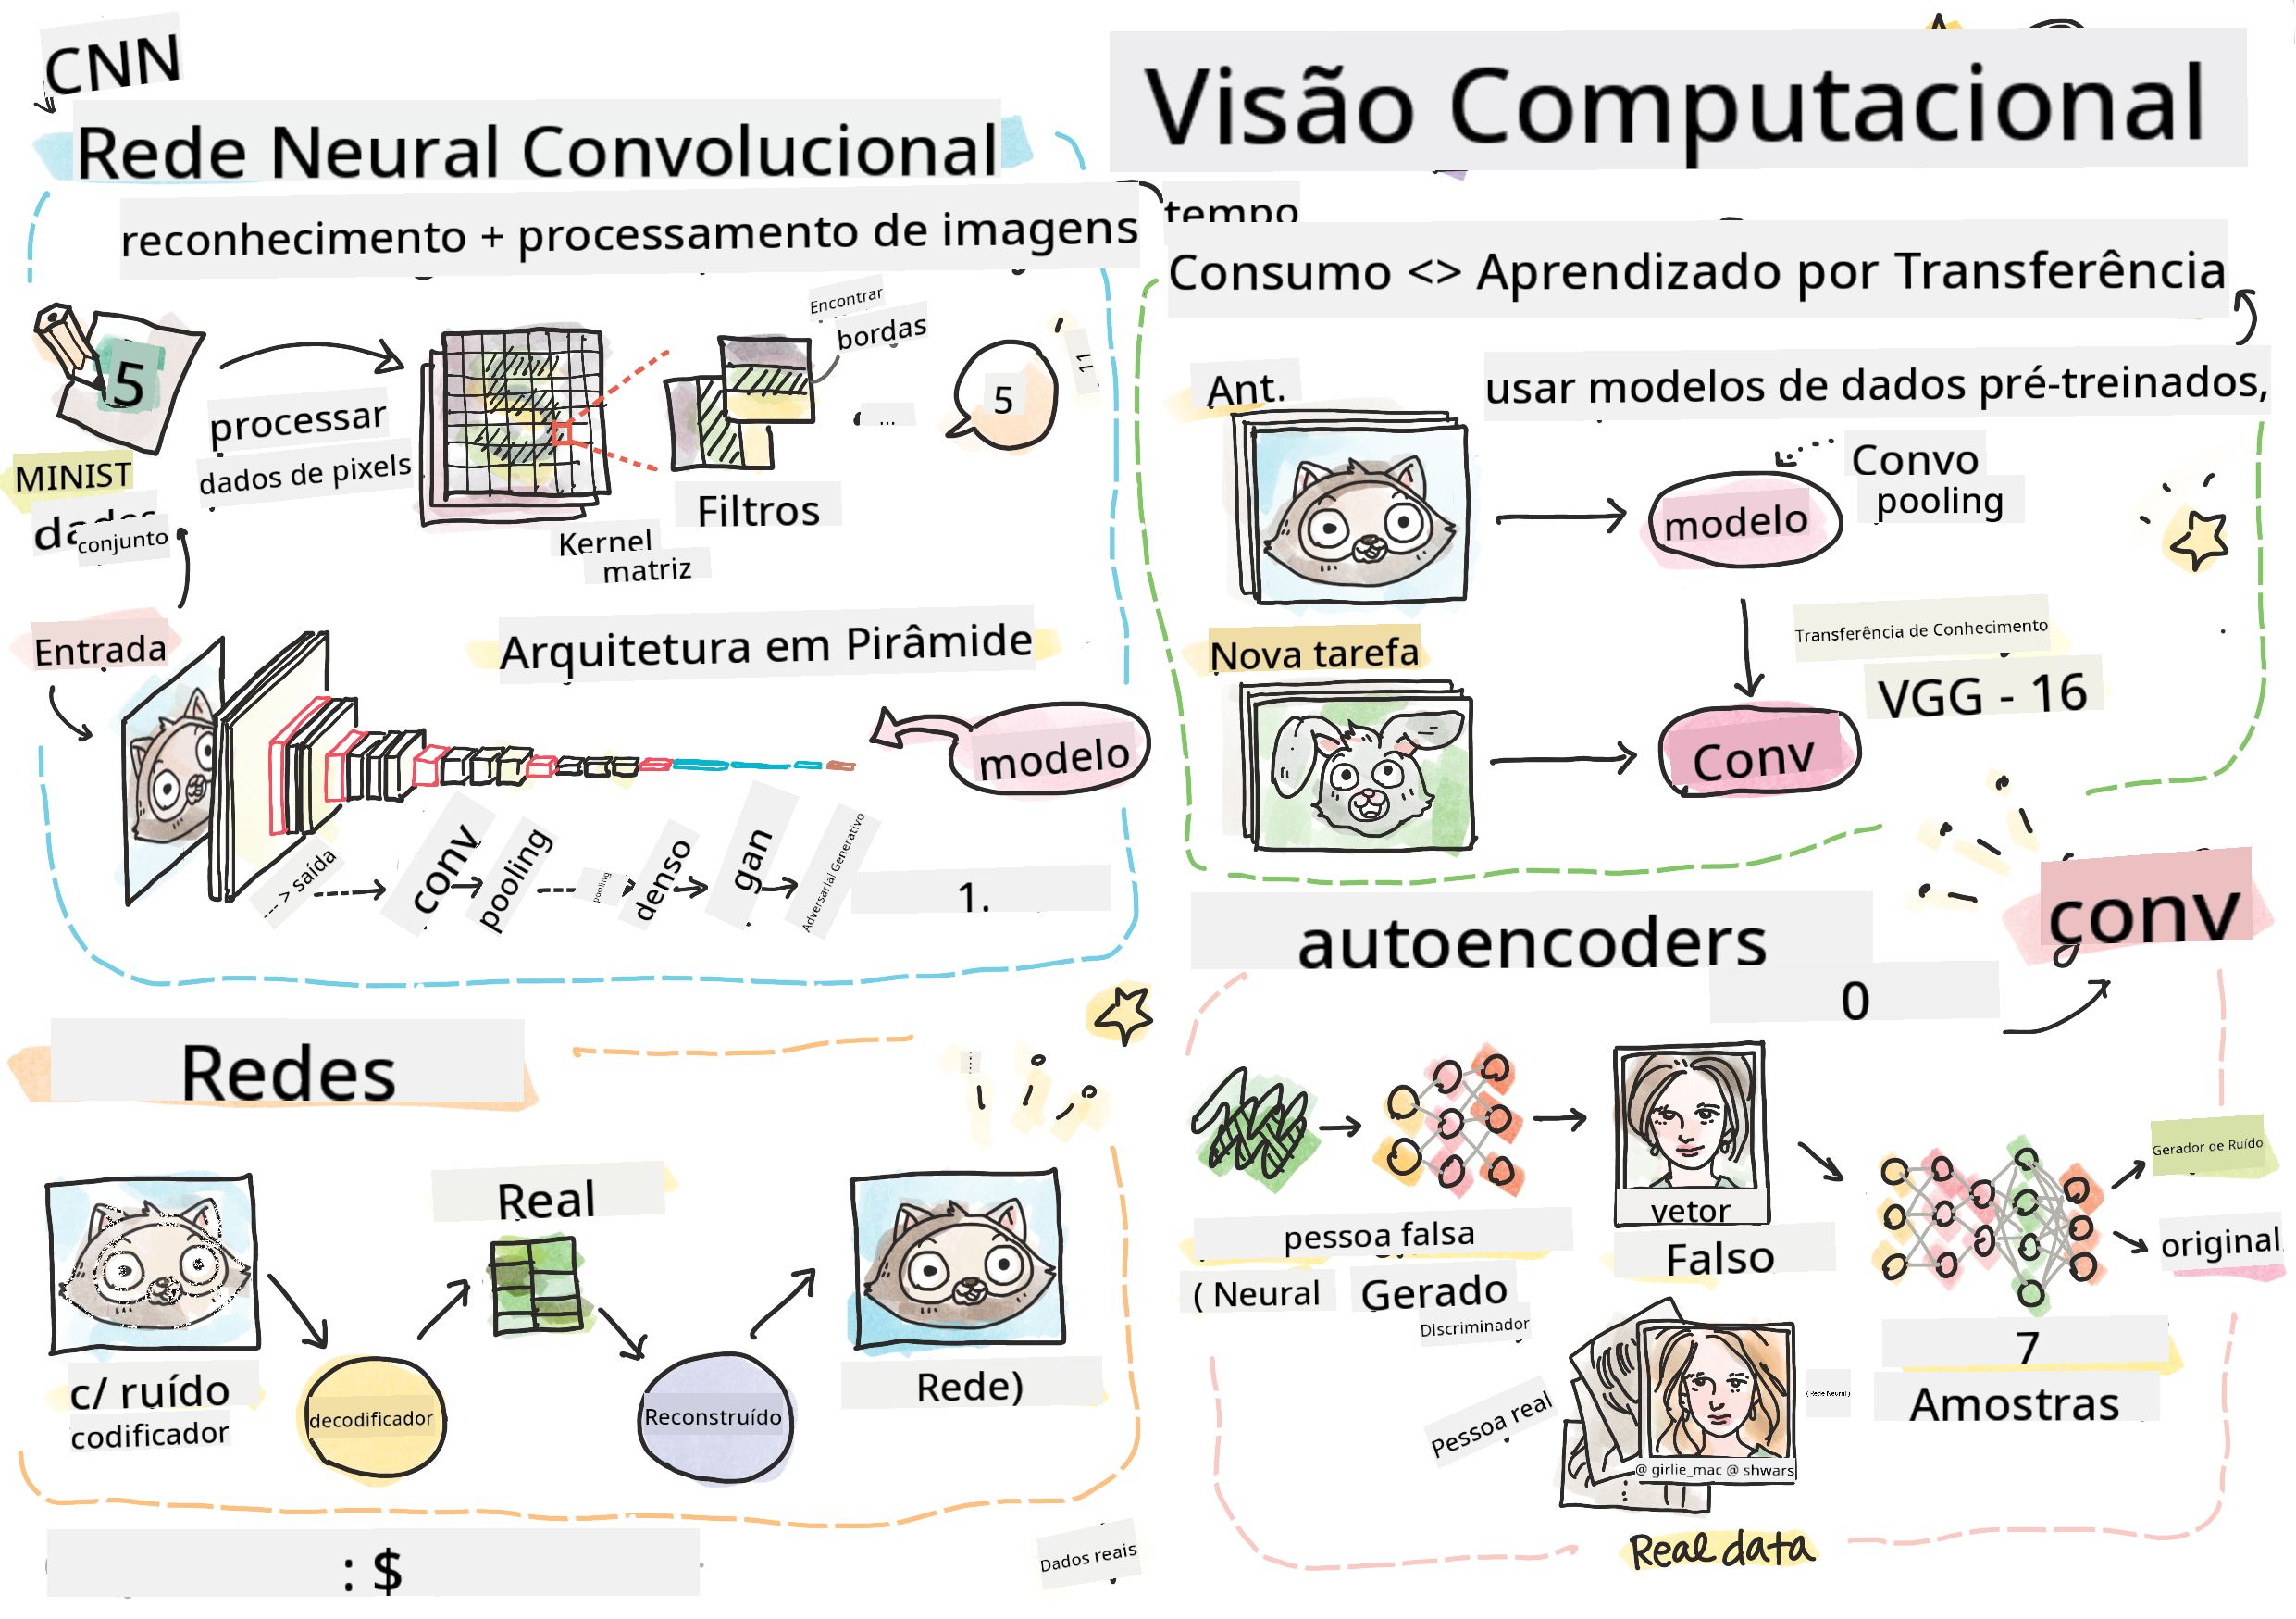 CNN
Rede Neural Convolucional
reconhecimento + processamento de imagens
5
processar
dados de pixels
MINIST
dados
conjunto
Encontrar
bordas
...
5
11
Filtros
Kernel
matriz
Entrada
Arquitetura em Pirâmide
modelo
--- > saída
conv
pooling
pooling
denso
gan
Adversarial Generativo
1.
Visão Computacional
tempo
Consumo <> Aprendizado por Transferência
Ant.
usar modelos de dados pré-treinados,
Convo
pooling
modelo
Transferência de Conhecimento
VGG - 16
Nova tarefa
Conv
Redes
Real
c/ ruído
codificador
decodificador
Reconstruído
Rede)
: $
Dados reais
autoencoders
conv
0
vetor
pessoa falsa
Falso
( Neural
Gerado
Discriminador
Gerador de Ruído
original
7
Amostras
Pessoa real
( Rede Neural )
@ girlie_mac @ shwars
Real data